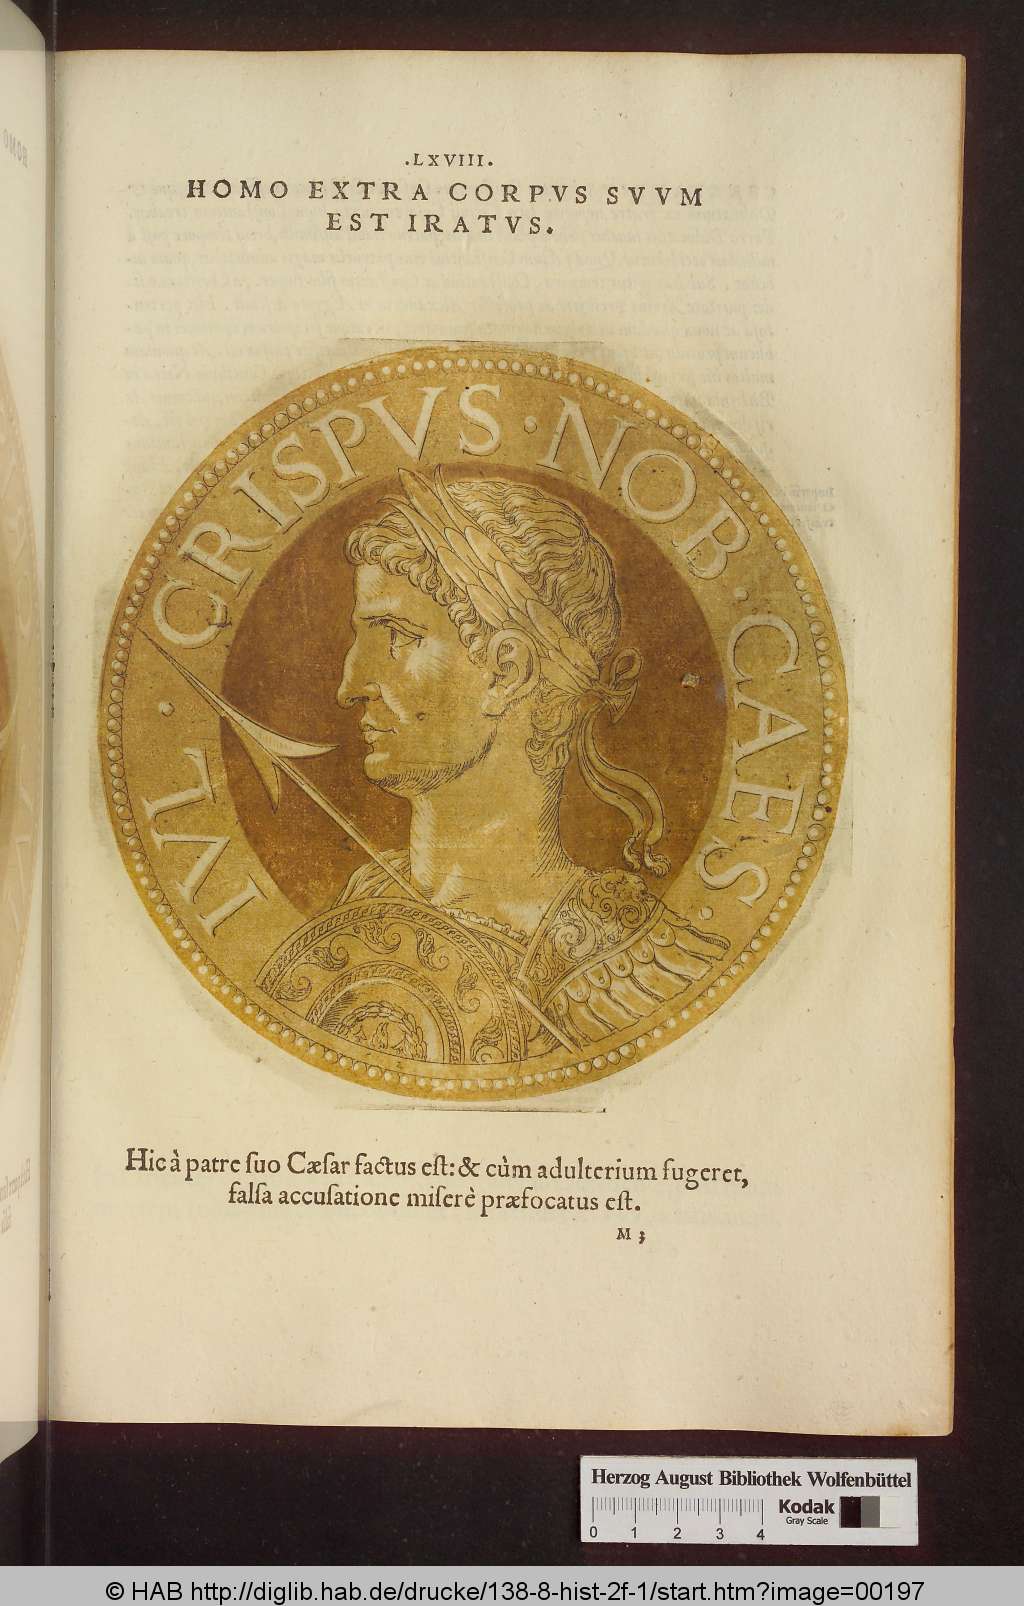 .LXVIII.
HOMO EXTRA CORPVS SVVM
EST IRATVS.
IVL · CRISPVS · NOB · CAES ·
Hic à patre ſuo Cæſar factus eſt: & cùm adulterium fugeret,
falſa accuſatione miſerè præfocatus eſt.
M 3
Herzog August Bibliothek Wolfenbüttel
Kodak
Gray Scale
0 1 2 3 4
© HAB http://diglib.hab.de/drucke/138-8-hist-2f-1/start.htm?image=00197